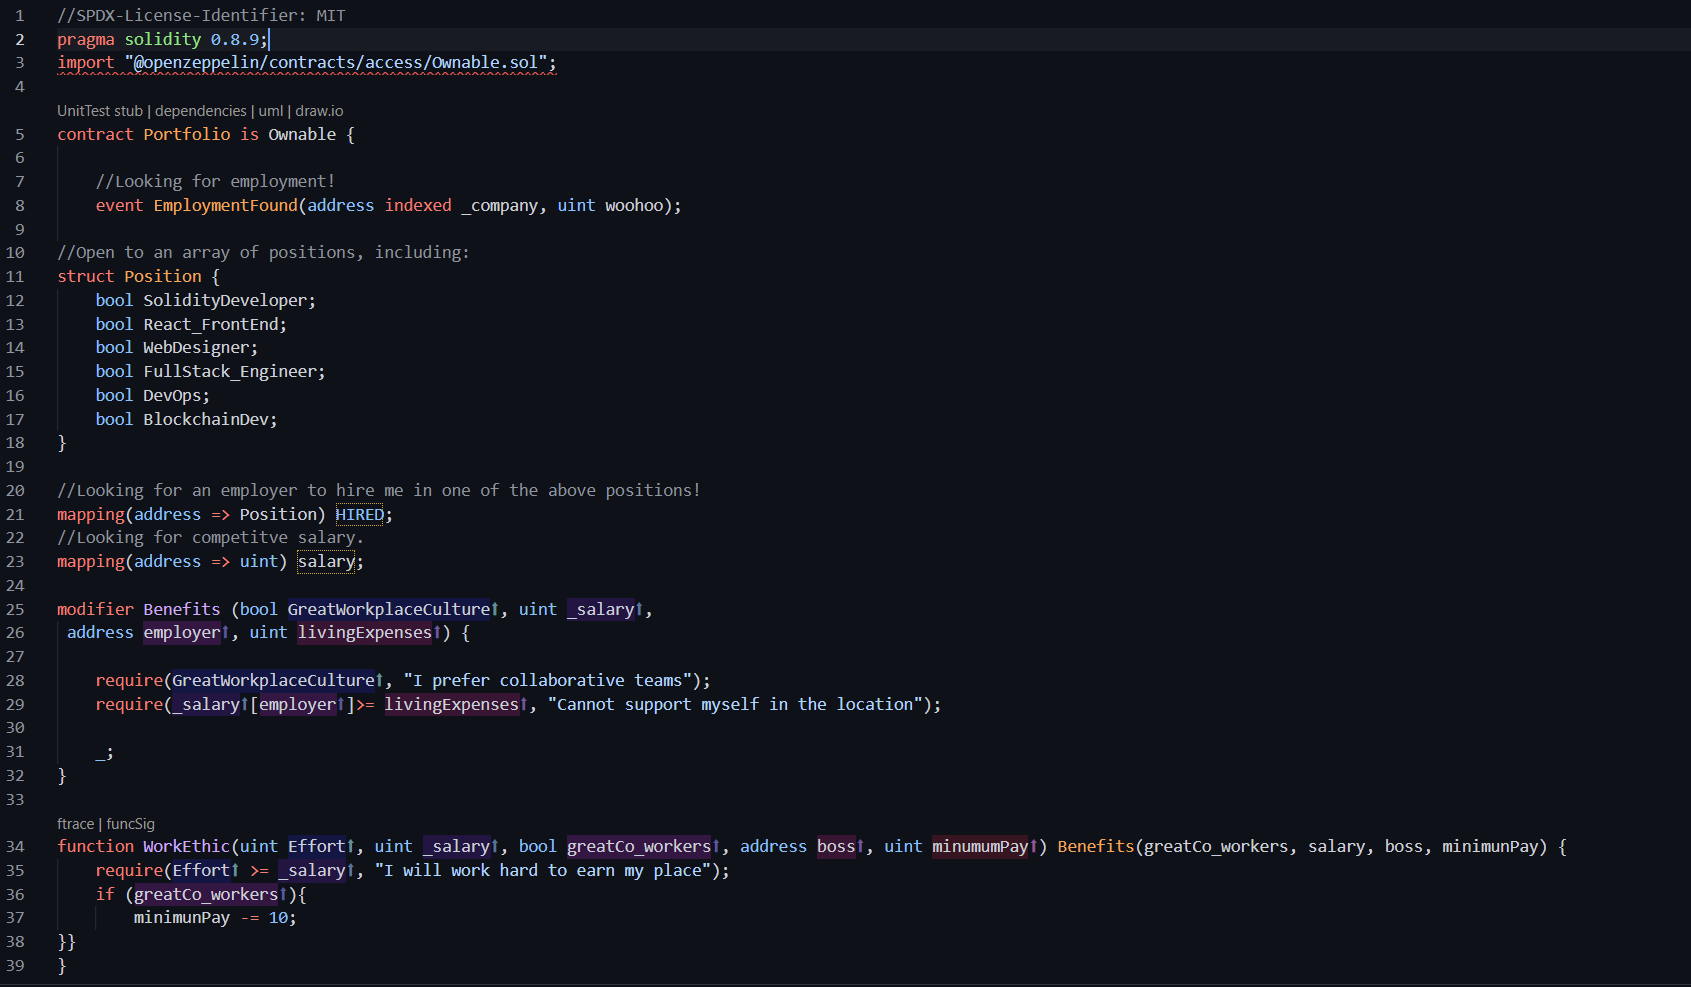 1 //SPDX-License-Identifier: MIT
2 pragma solidity 0.8.9;
3 import "@openzeppelin/contracts/access/Ownable.sol";
4
UnitTest stub | dependencies | uml | draw.io
5 contract Portfolio is Ownable {
6
7 //Looking for employment!
8 event EmploymentFound(address indexed _company, uint woohoo);
9
10 //Open to an array of positions, including:
11 struct Position {
12 bool SolidityDeveloper;
13 bool React_FrontEnd;
14 bool WebDesigner;
15 bool FullStack_Engineer;
16 bool DevOps;
17 bool BlockchainDev;
18 }
19
20 //Looking for an employer to hire me in one of the above positions!
21 mapping(address => Position) HIRED;
22 //Looking for competitve salary.
23 mapping(address => uint) salary;
24
25 modifier Benefits (bool GreatWorkplaceCulture⬆, uint _salary⬆,
26 address employer⬆, uint livingExpenses⬆) {
27
28 require(GreatWorkplaceCulture⬆, "I prefer collaborative teams");
29 require(_salary⬆[employer⬆]>= livingExpenses⬆, "Cannot support myself in the location");
30
31 _;
32 }
33
ftrace | funcSig
34 function WorkEthic(uint Effort⬆, uint _salary⬆, bool greatCo_workers⬆, address boss⬆, uint minumumPay⬆) Benefits(greatCo_workers, salary, boss, minimunPay) {
35 require(Effort⬆ >= _salary⬆, "I will work hard to earn my place");
36 if (greatCo_workers⬆){
37 minimunPay -= 10;
38 }}
39 }